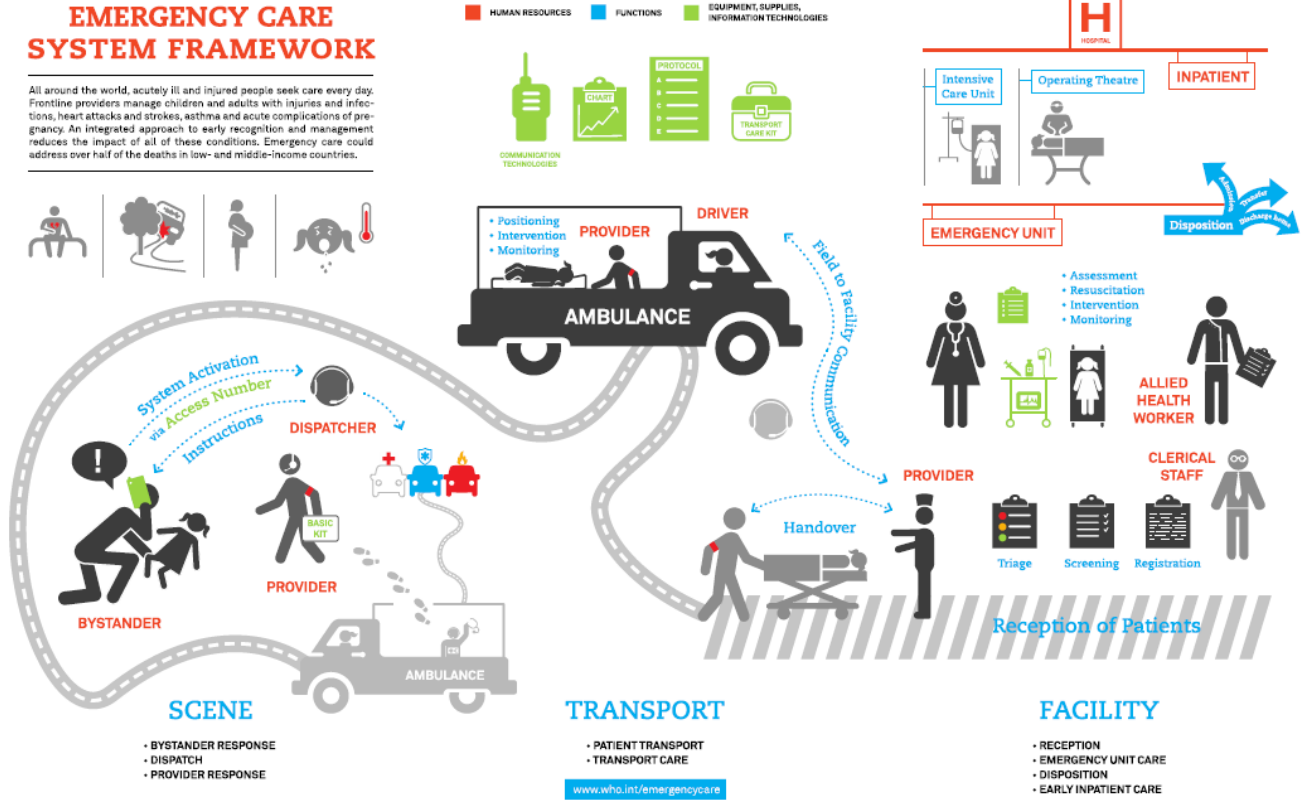 EMERGENCY CARE
SYSTEM FRAMEWORK
All around the world, acutely ill and injured people seek care every day.
Frontline providers manage children and adults with injuries and infec-
tions, heart attacks and strokes, asthma and acute complications of pre-
gnancy. An integrated approach to early recognition and management
reduces the impact of all of these conditions. Emergency care could
address over half of the deaths in low- and middle-income countries.
HUMAN RESOURCES
FUNCTIONS
EQUIPMENT, SUPPLIES,
INFORMATION TECHNOLOGIES
COMMUNICATION
TECHNOLOGIES
CHART
PROTOCOL
A
B
C
D
E
TRANSPORT
CARE KIT
H
HOSPITAL
INPATIENT
Intensive
Care Unit
Operating Theatre
Admission
Transfer
Discharge home
Disposition
EMERGENCY UNIT
• Assessment
• Resuscitation
• Intervention
• Monitoring
ALLIED
HEALTH
WORKER
CLERICAL
STAFF
Triage
Screening
Registration
Reception of Patients
PROVIDER
Handover
Field to Facility Communication
DRIVER
• Positioning
• Intervention
• Monitoring
PROVIDER
AMBULANCE
System Activation
via Access Number
Instructions
DISPATCHER
!
BASIC
KIT
PROVIDER
BYSTANDER
AMBULANCE
SCENE
• BYSTANDER RESPONSE
• DISPATCH
• PROVIDER RESPONSE
TRANSPORT
• PATIENT TRANSPORT
• TRANSPORT CARE
www.who.int/emergencycare
FACILITY
• RECEPTION
• EMERGENCY UNIT CARE
• DISPOSITION
• EARLY INPATIENT CARE